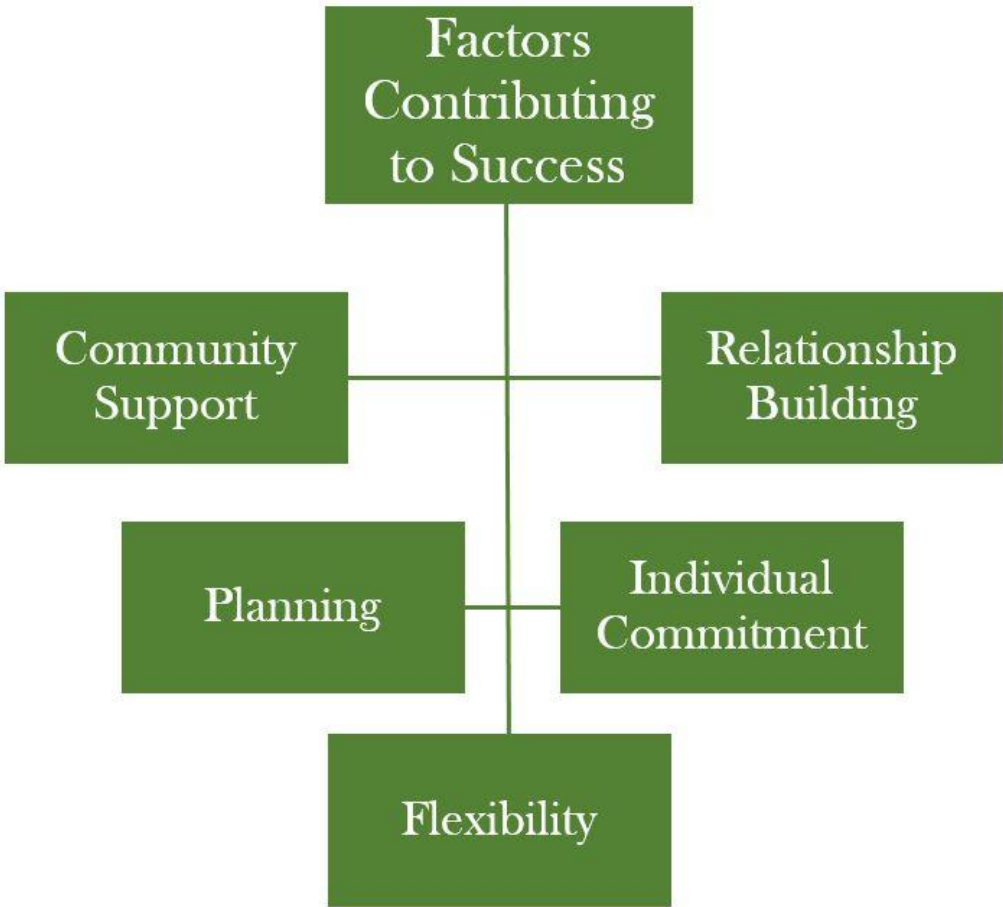 Factors
Contributing
to Success
Community
Support
Relationship
Building
Planning
Individual
Commitment
Flexibility